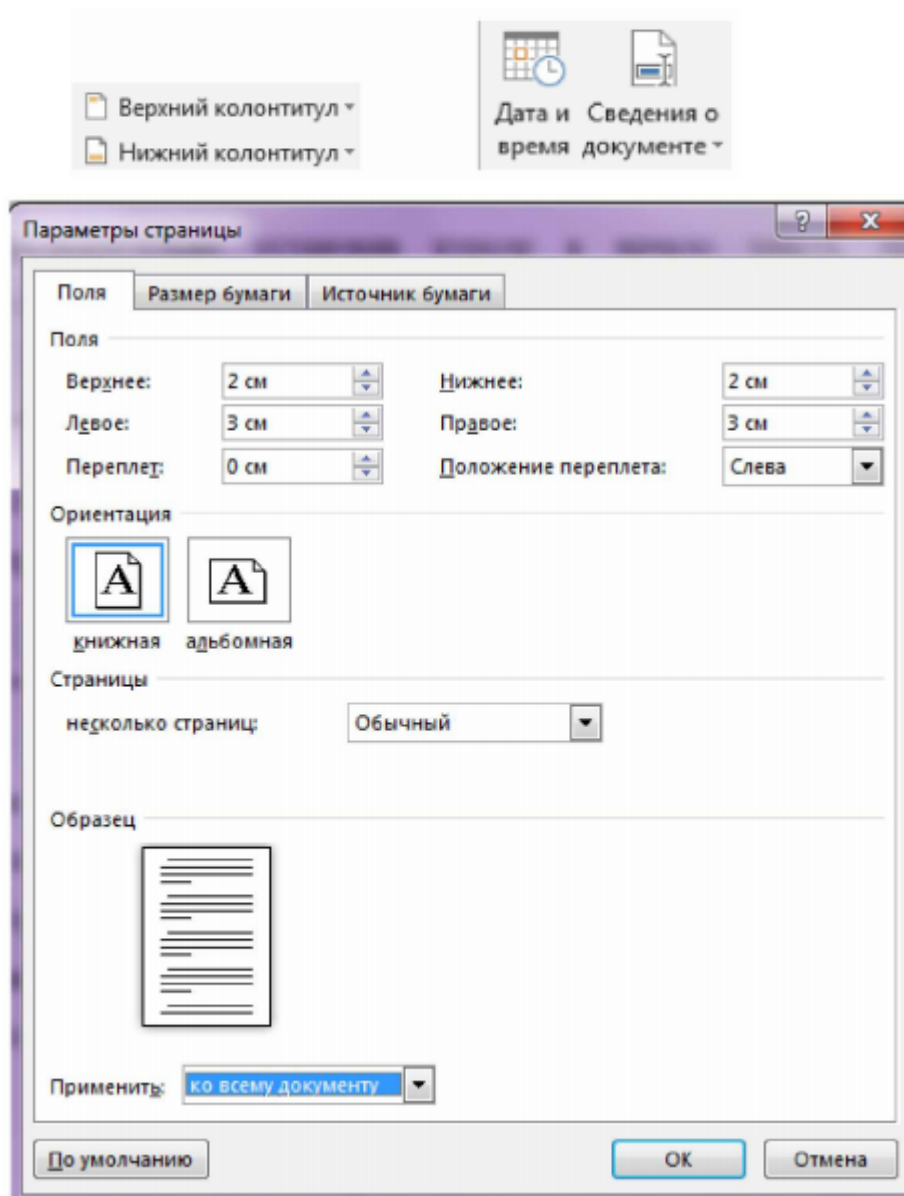 Верхний колонтитул
Нижний колонтитул
Дата и время
Сведения о документе
Параметры страницы
Поля
Размер бумаги
Источник бумаги
Поля
Верхнее: 2 см
Нижнее: 2 см
Левое: 3 см
Правое: 3 см
Переплет: 0 см
Положение переплета: Слева
Ориентация
A
A
книжная
альбомная
Страницы
несколько страниц: Обычный
Образец
Применить: ко всему документу
По умолчанию
ОК
Отмена